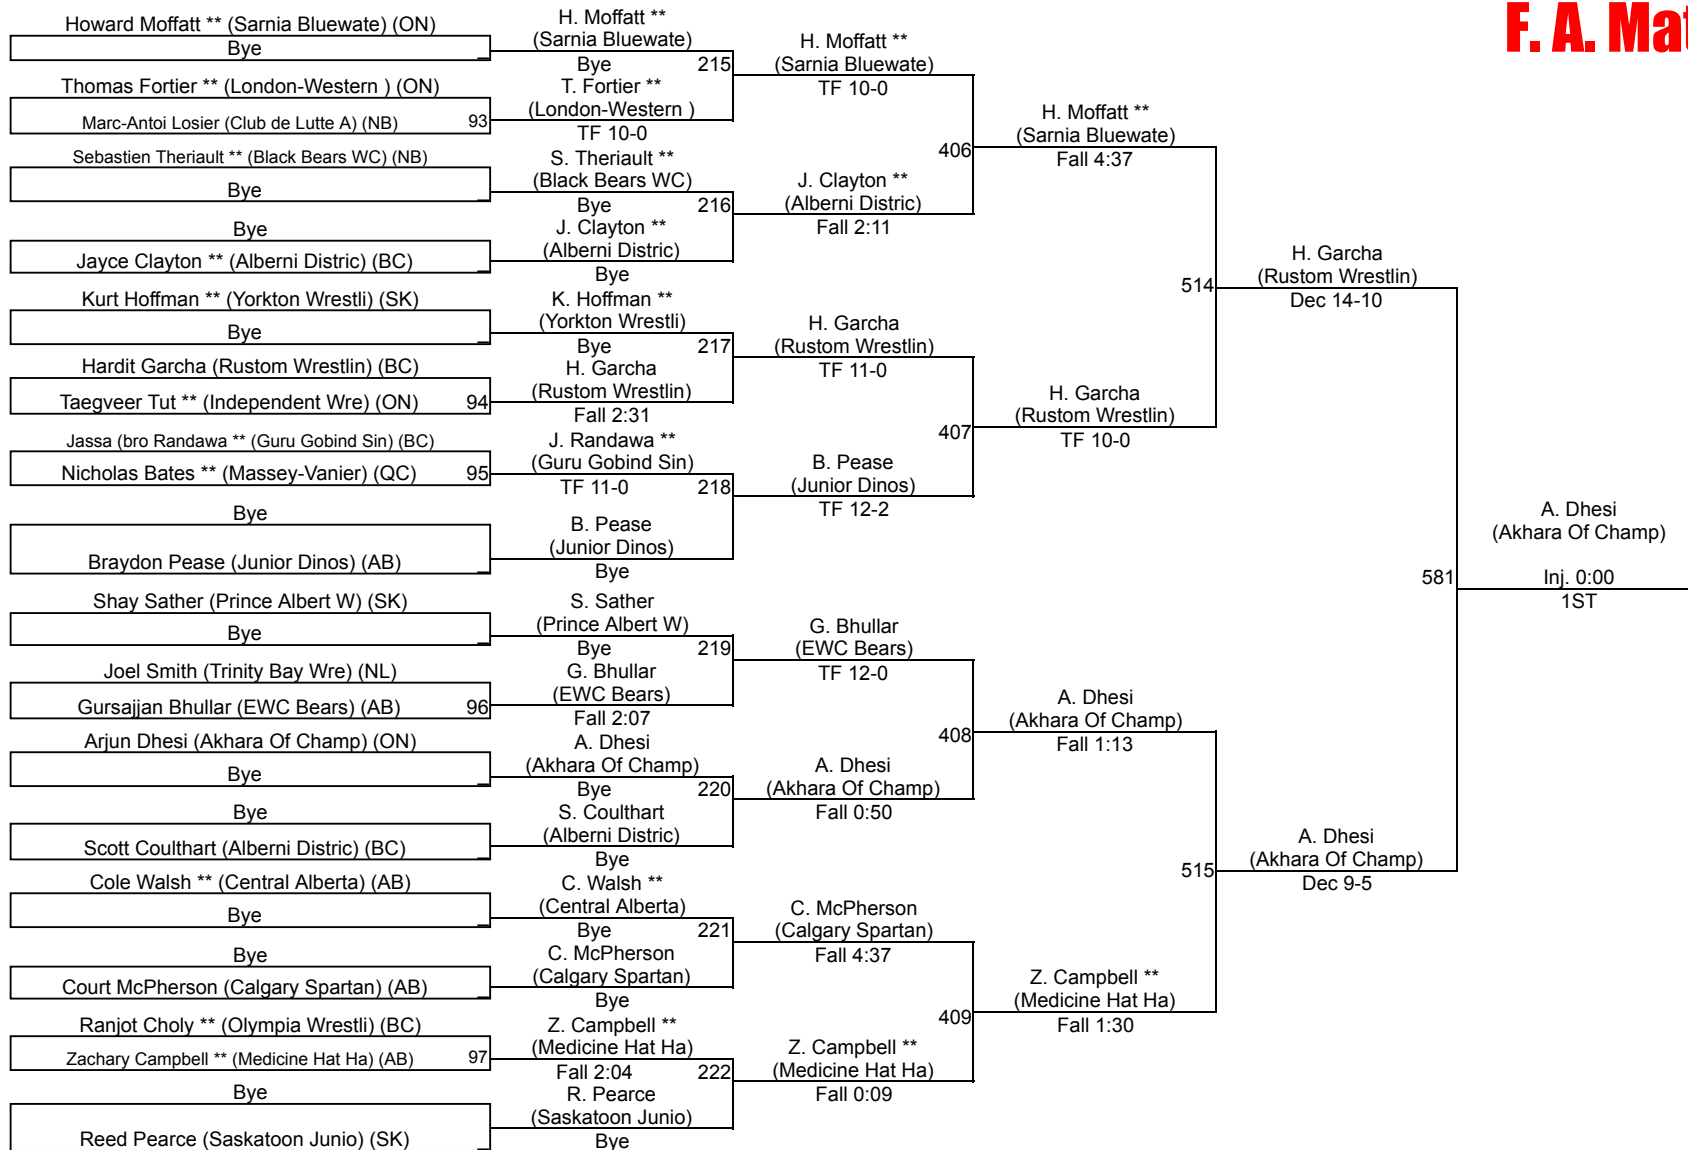 F. A. Mat
Howard Moffatt ** (Sarnia Bluewate) (ON)
Bye
Thomas Fortier ** (London-Western ) (ON)
Marc-Antoi Losier (Club de Lutte A) (NB) 93
Sebastien Theriault ** (Black Bears WC) (NB)
Bye
Bye
Jayce Clayton ** (Alberni Distric) (BC)
Kurt Hoffman ** (Yorkton Wrestli) (SK)
Bye
Hardit Garcha (Rustom Wrestlin) (BC)
Taegveer Tut ** (Independent Wre) (ON) 94
Jassa (bro Randawa ** (Guru Gobind Sin) (BC)
Nicholas Bates ** (Massey-Vanier) (QC) 95
Bye
Braydon Pease (Junior Dinos) (AB)
Shay Sather (Prince Albert W) (SK)
Bye
Joel Smith (Trinity Bay Wre) (NL)
Gursajjan Bhullar (EWC Bears) (AB) 96
Arjun Dhesi (Akhara Of Champ) (ON)
Bye
Bye
Scott Coulthart (Alberni Distric) (BC)
Cole Walsh ** (Central Alberta) (AB)
Bye
Bye
Court McPherson (Calgary Spartan) (AB)
Ranjot Choly ** (Olympia Wrestli) (BC)
Zachary Campbell ** (Medicine Hat Ha) (AB) 97
Bye
Reed Pearce (Saskatoon Junio) (SK)
H. Moffatt **
(Sarnia Bluewate)
Bye 215
T. Fortier **
(London-Western )
TF 10-0
S. Theriault **
(Black Bears WC)
Bye 216
J. Clayton **
(Alberni Distric)
Bye
K. Hoffman **
(Yorkton Wrestli)
Bye 217
H. Garcha
(Rustom Wrestlin)
Fall 2:31
J. Randawa **
(Guru Gobind Sin)
TF 11-0 218
B. Pease
(Junior Dinos)
Bye
S. Sather
(Prince Albert W)
Bye 219
G. Bhullar
(EWC Bears)
Fall 2:07
A. Dhesi
(Akhara Of Champ)
Bye 220
S. Coulthart
(Alberni Distric)
Bye
C. Walsh **
(Central Alberta)
Bye 221
C. McPherson
(Calgary Spartan)
Bye
Z. Campbell **
(Medicine Hat Ha)
Fall 2:04 222
R. Pearce
(Saskatoon Junio)
Bye
H. Moffatt **
(Sarnia Bluewate)
TF 10-0
406
J. Clayton **
(Alberni Distric)
Fall 2:11
H. Garcha
(Rustom Wrestlin)
TF 11-0
407
B. Pease
(Junior Dinos)
TF 12-2
G. Bhullar
(EWC Bears)
TF 12-0
408
A. Dhesi
(Akhara Of Champ)
Fall 0:50
C. McPherson
(Calgary Spartan)
Fall 4:37
409
Z. Campbell **
(Medicine Hat Ha)
Fall 0:09
H. Moffatt **
(Sarnia Bluewate)
Fall 4:37
514
H. Garcha
(Rustom Wrestlin)
TF 10-0
A. Dhesi
(Akhara Of Champ)
Fall 1:13
515
Z. Campbell **
(Medicine Hat Ha)
Fall 1:30
H. Garcha
(Rustom Wrestlin)
Dec 14-10
581
A. Dhesi
(Akhara Of Champ)
Dec 9-5
A. Dhesi
(Akhara Of Champ)
Inj. 0:00
1ST